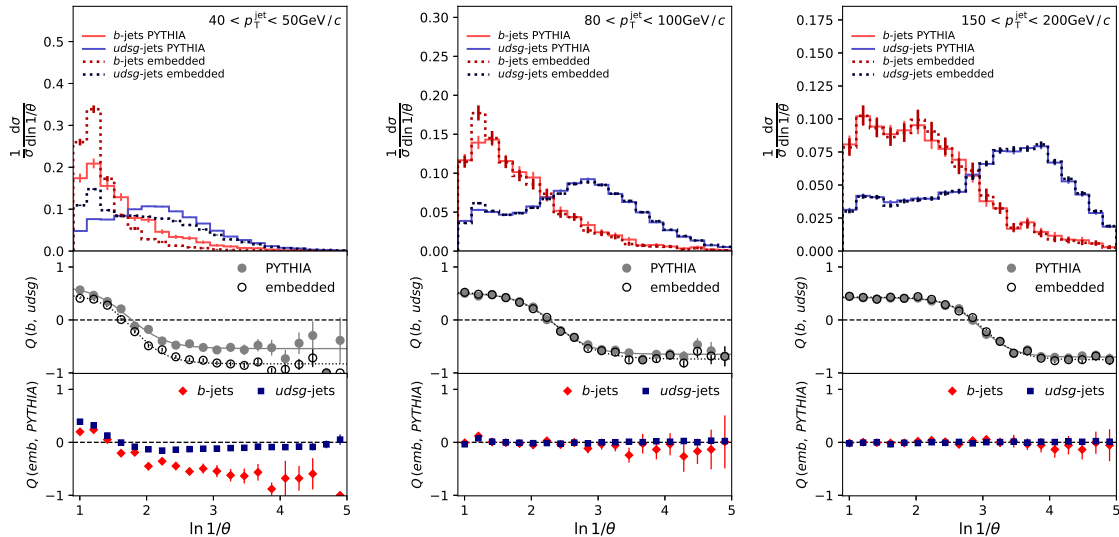 40 < p_T^jet < 50GeV/c
b-jets PYTHIA
udsg-jets PYTHIA
b-jets embedded
udsg-jets embedded
1/σ dσ/dln 1/θ
0.5
0.4
0.3
0.2
0.1
0.0
PYTHIA
embedded
Q (b, udsg)
1
0
−1
b-jets
udsg-jets
Q (emb, PYTHIA)
1
0
−1
1 2 3 4 5
ln 1/θ
80 < p_T^jet < 100GeV/c
b-jets PYTHIA
udsg-jets PYTHIA
b-jets embedded
udsg-jets embedded
1/σ dσ/dln 1/θ
0.30
0.25
0.20
0.15
0.10
0.05
0.00
PYTHIA
embedded
Q (b, udsg)
1
0
−1
b-jets
udsg-jets
Q (emb, PYTHIA)
1
0
−1
1 2 3 4 5
ln 1/θ
150 < p_T^jet < 200GeV/c
b-jets PYTHIA
udsg-jets PYTHIA
b-jets embedded
udsg-jets embedded
1/σ dσ/dln 1/θ
0.175
0.150
0.125
0.100
0.075
0.050
0.025
0.000
PYTHIA
embedded
Q (b, udsg)
1
0
−1
b-jets
udsg-jets
Q (emb, PYTHIA)
1
0
−1
1 2 3 4 5
ln 1/θ